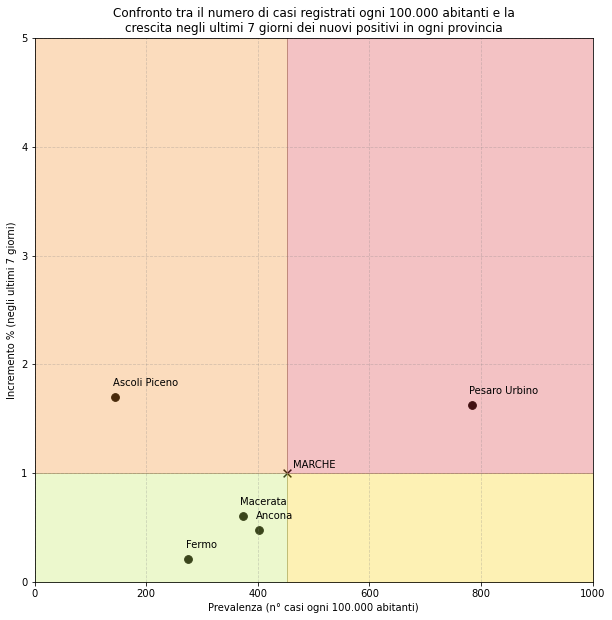 Confronto tra il numero di casi registrati ogni 100.000 abitanti e la
crescita negli ultimi 7 giorni dei nuovi positivi in ogni provincia
5
4
3
2
1
0
Incremento % (negli ultimi 7 giorni)
Ascoli Piceno
Pesaro Urbino
MARCHE
Macerata
Ancona
Fermo
0 200 400 600 800 1000
Prevalenza (n° casi ogni 100.000 abitanti)